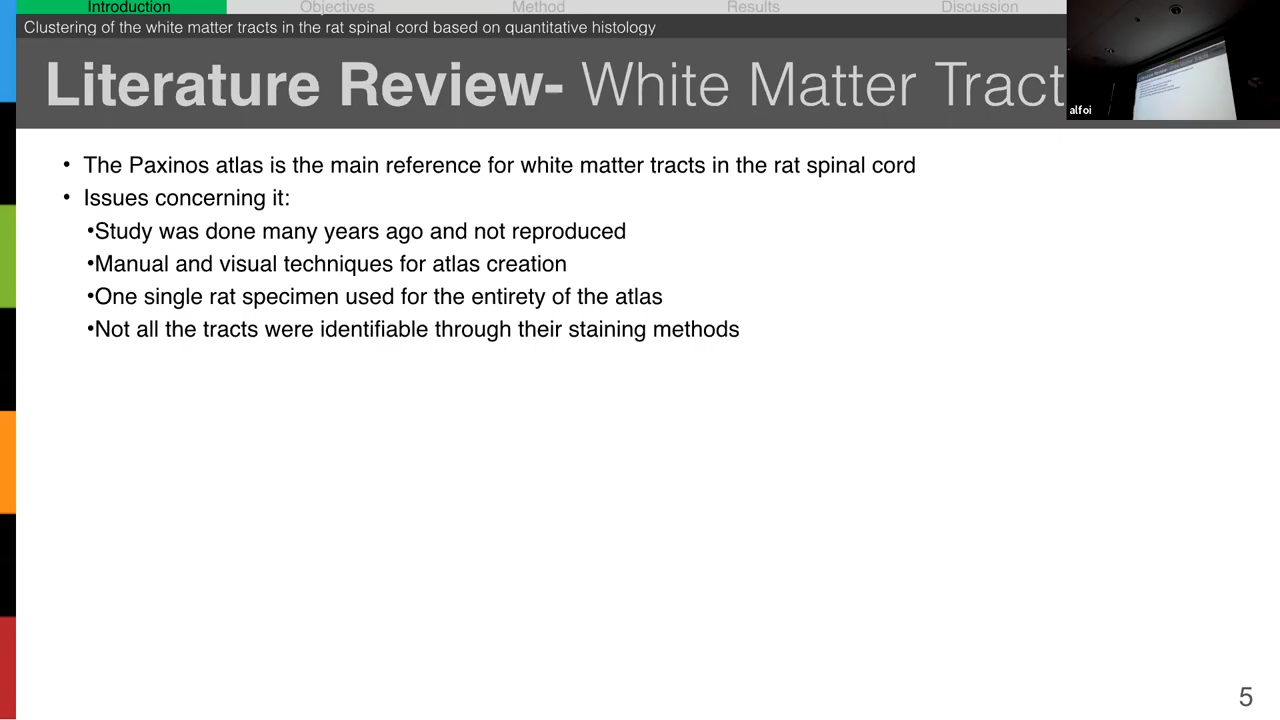 Introduction Objectives Method Results Discussion
Clustering of the white matter tracts in the rat spinal cord based on quantitative histology
Literature Review- White Matter Tract
alfoi
• The Paxinos atlas is the main reference for white matter tracts in the rat spinal cord
• Issues concerning it:
•Study was done many years ago and not reproduced
•Manual and visual techniques for atlas creation
•One single rat specimen used for the entirety of the atlas
•Not all the tracts were identifiable through their staining methods
5